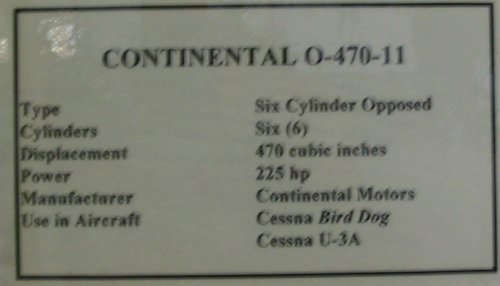 CONTINENTAL O-470-11
Type Six Cylinder Opposed
Cylinders Six (6)
Displacement 470 cubic inches
Power 225 hp
Manufacturer Continental Motors
Use in Aircraft Cessna Bird Dog
Cessna U-3A